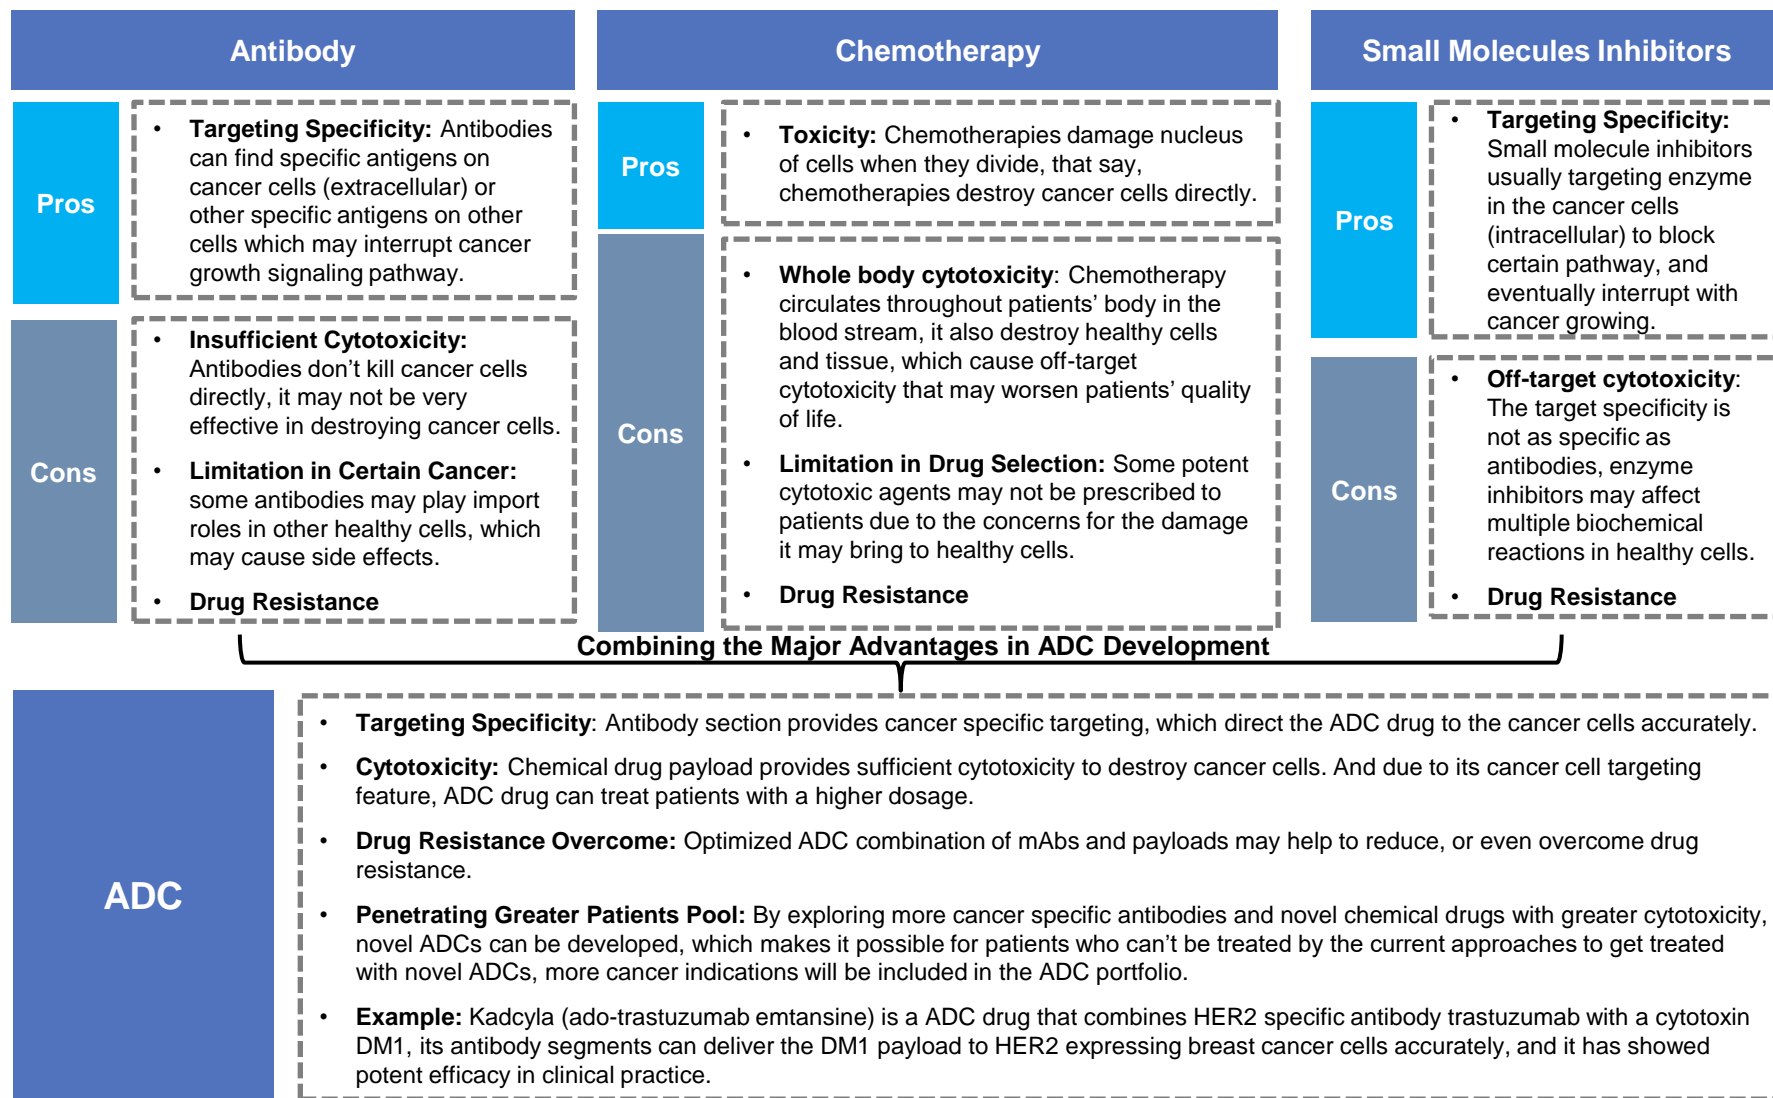 Antibody
Pros
• Targeting Specificity: Antibodies
can find specific antigens on
cancer cells (extracellular) or
other specific antigens on other
cells which may interrupt cancer
growth signaling pathway.
Cons
• Insufficient Cytotoxicity:
Antibodies don’t kill cancer cells
directly, it may not be very
effective in destroying cancer cells.
• Limitation in Certain Cancer:
some antibodies may play import
roles in other healthy cells, which
may cause side effects.
• Drug Resistance
Chemotherapy
Pros
• Toxicity: Chemotherapies damage nucleus
of cells when they divide, that say,
chemotherapies destroy cancer cells directly.
Cons
• Whole body cytotoxicity: Chemotherapy
circulates throughout patients’ body in the
blood stream, it also destroy healthy cells
and tissue, which cause off-target
cytotoxicity that may worsen patients’ quality
of life.
• Limitation in Drug Selection: Some potent
cytotoxic agents may not be prescribed to
patients due to the concerns for the damage
it may bring to healthy cells.
• Drug Resistance
Small Molecules Inhibitors
Pros
• Targeting Specificity:
Small molecule inhibitors
usually targeting enzyme
in the cancer cells
(intracellular) to block
certain pathway, and
eventually interrupt with
cancer growing.
Cons
• Off-target cytotoxicity:
The target specificity is
not as specific as
antibodies, enzyme
inhibitors may affect
multiple biochemical
reactions in healthy cells.
• Drug Resistance
Combining the Major Advantages in ADC Development
ADC
• Targeting Specificity: Antibody section provides cancer specific targeting, which direct the ADC drug to the cancer cells accurately.
• Cytotoxicity: Chemical drug payload provides sufficient cytotoxicity to destroy cancer cells. And due to its cancer cell targeting
feature, ADC drug can treat patients with a higher dosage.
• Drug Resistance Overcome: Optimized ADC combination of mAbs and payloads may help to reduce, or even overcome drug
resistance.
• Penetrating Greater Patients Pool: By exploring more cancer specific antibodies and novel chemical drugs with greater cytotoxicity,
novel ADCs can be developed, which makes it possible for patients who can’t be treated by the current approaches to get treated
with novel ADCs, more cancer indications will be included in the ADC portfolio.
• Example: Kadcyla (ado-trastuzumab emtansine) is a ADC drug that combines HER2 specific antibody trastuzumab with a cytotoxin
DM1, its antibody segments can deliver the DM1 payload to HER2 expressing breast cancer cells accurately, and it has showed
potent efficacy in clinical practice.